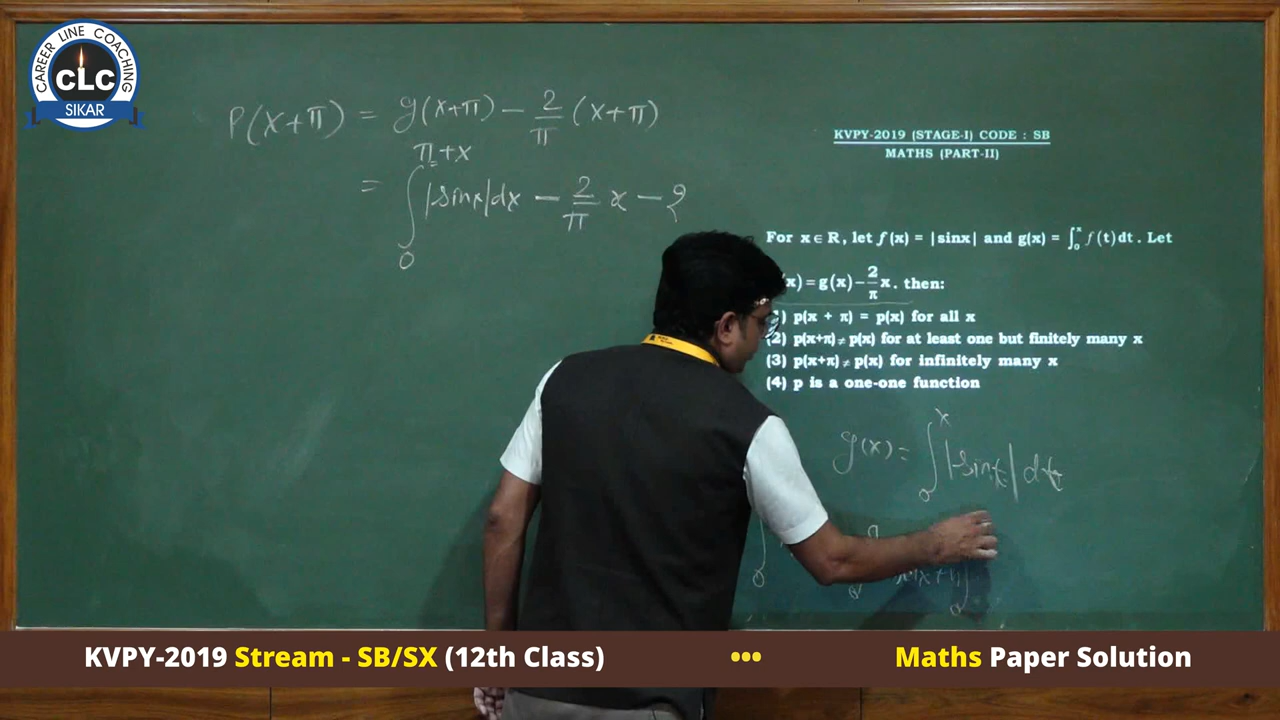 CAREER LINE COACHING
CLC
SIKAR
P(x+π) = g(x+π) − 2/π (x+π)
= ∫₀^{π+x} |sinx|dx − 2/π x − 2
KVPY-2019 (STAGE-I) CODE : SB
MATHS (PART-II)
For x ∈ R, let f(x) = |sinx| and g(x) = ∫₀ˣ f(t)dt. Let
x) = g(x) − 2/π x. then:
) p(x + π) = p(x) for all x
(2) p(x+π) ≠ p(x) for at least one but finitely many x
(3) p(x+π) ≠ p(x) for infinitely many x
(4) p is a one-one function
g(x) = ∫₀ˣ |sint| dt
KVPY-2019 Stream - SB/SX (12th Class) ••• Maths Paper Solution